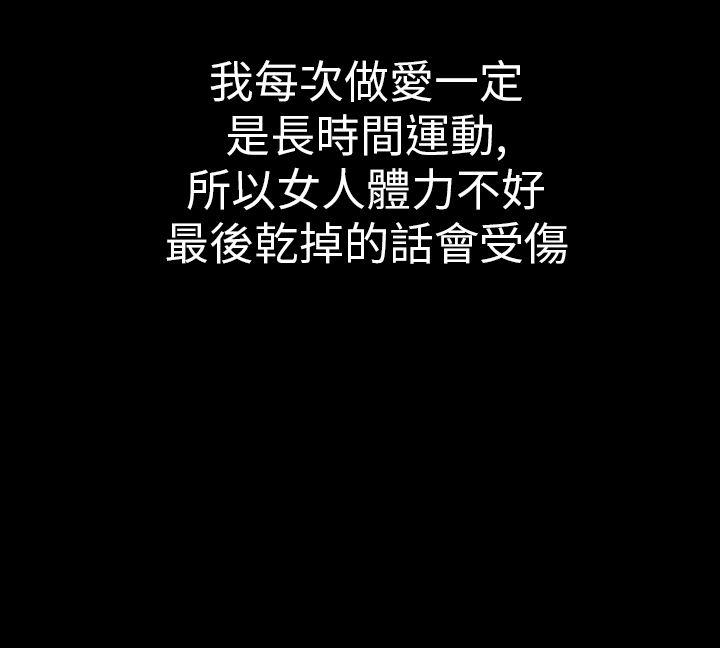 我每次做愛一定
是長時間運動,
所以女人體力不好
最後乾掉的話會受傷